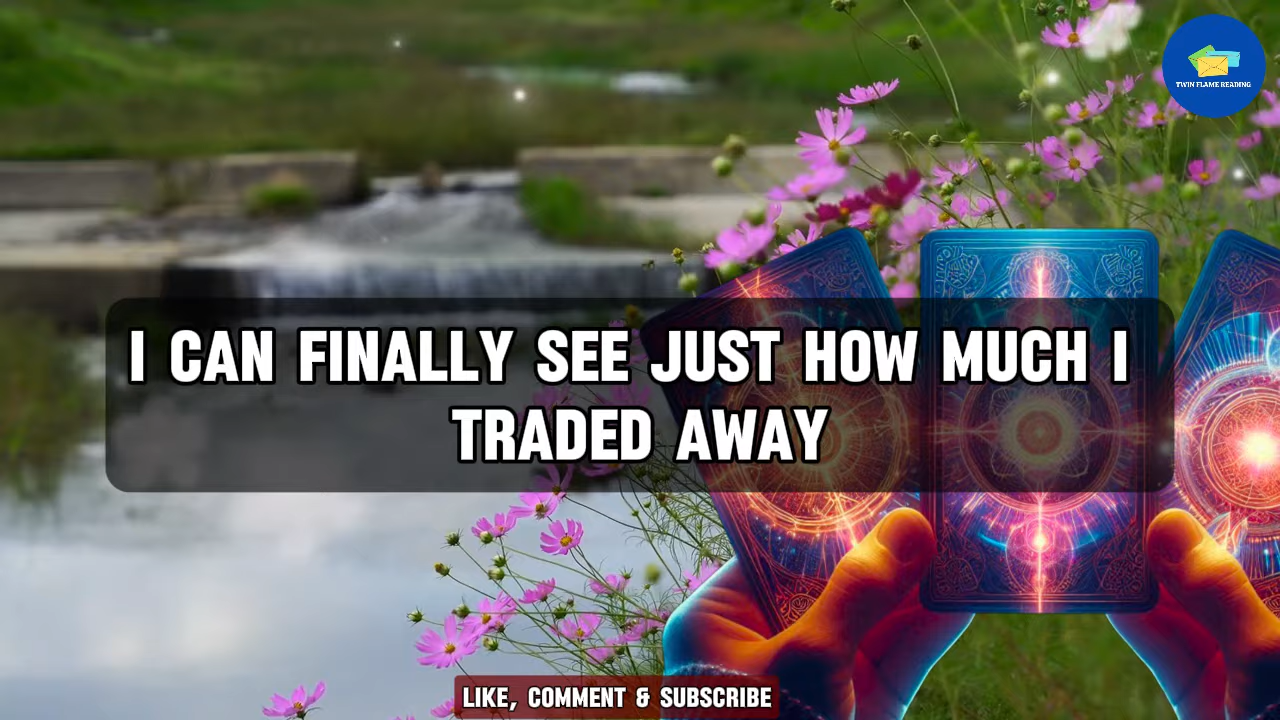 TWIN FLAME READING
I CAN FINALLY SEE JUST HOW MUCH I
TRADED AWAY
LIKE, COMMENT & SUBSCRIBE